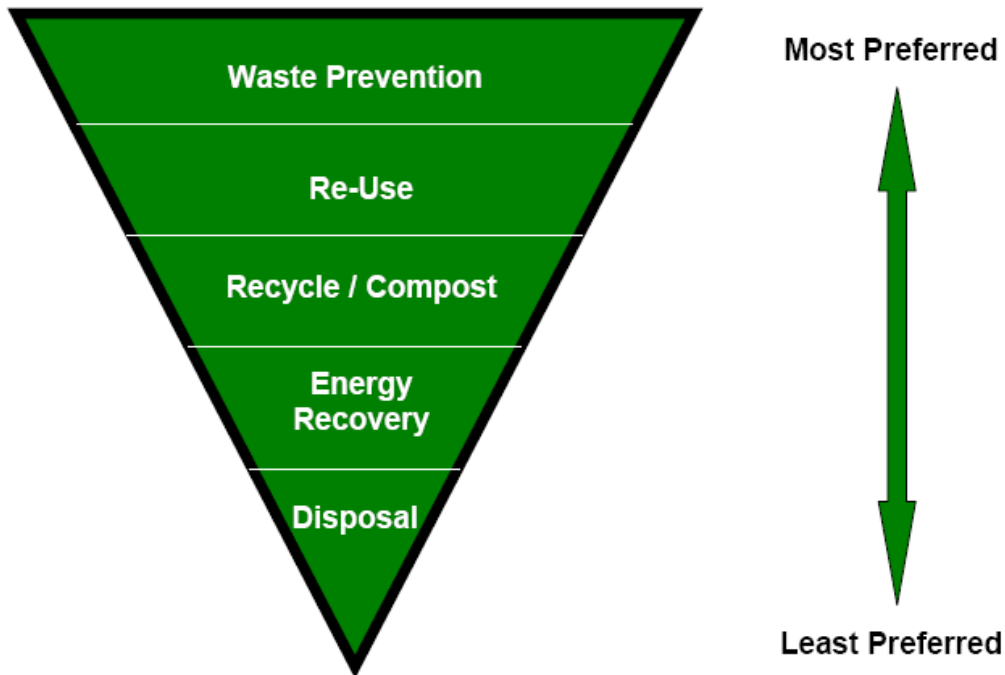 Most Preferred
Waste Prevention
Re-Use
Recycle / Compost
Energy
Recovery
Disposal
Least Preferred